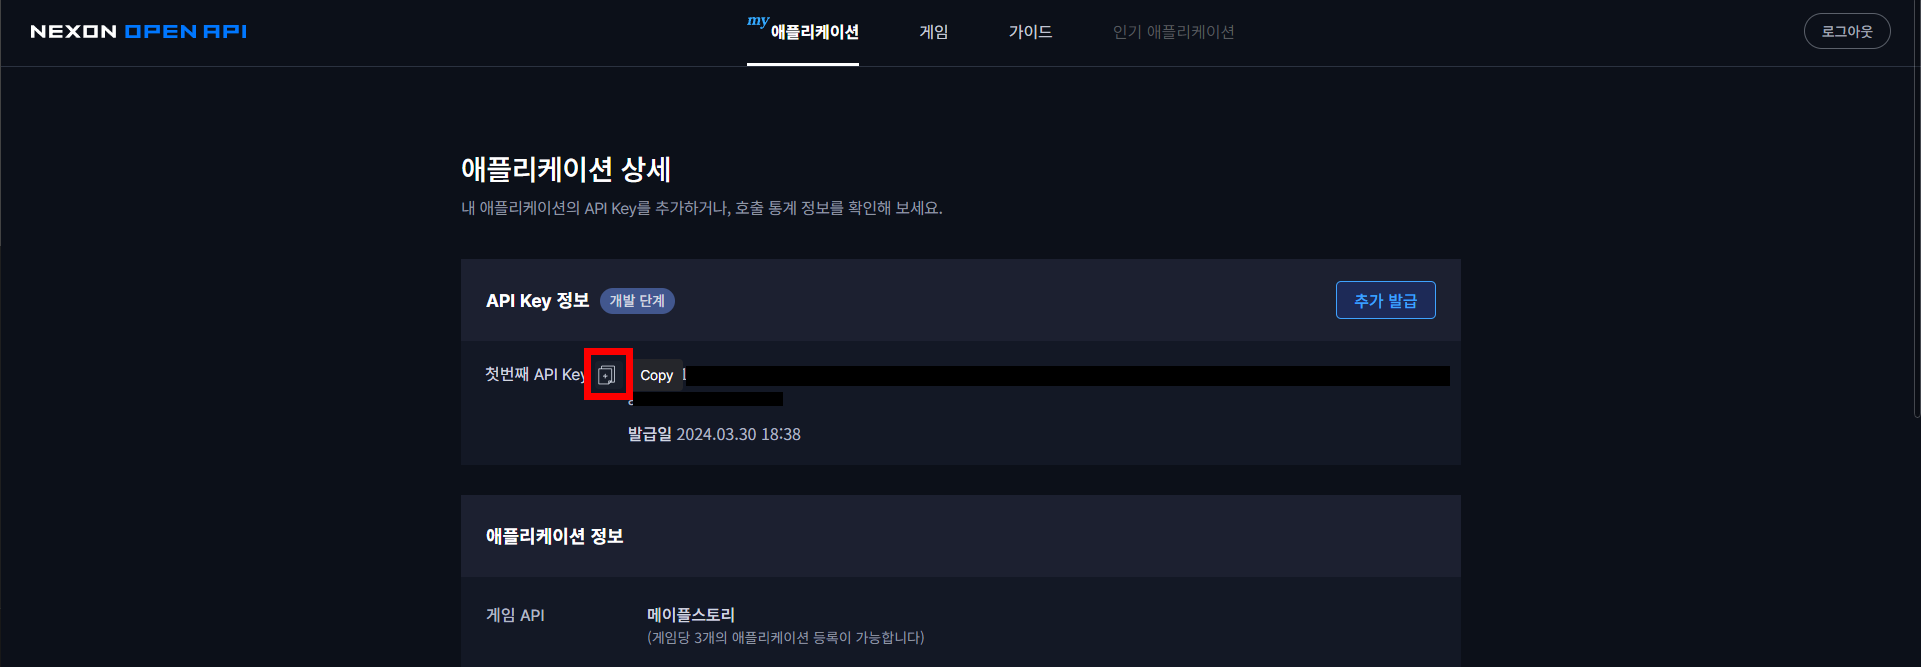 NEXON OPEN API
my 애플리케이션
게임
가이드
인기 애플리케이션
로그아웃
애플리케이션 상세
내 애플리케이션의 API Key를 추가하거나, 호출 통계 정보를 확인해 보세요.
API Key 정보
개발 단계
추가 발급
첫번째 API Key
Copy
발급일 2024.03.30 18:38
애플리케이션 정보
게임 API
메이플스토리
(게임당 3개의 애플리케이션 등록이 가능합니다)